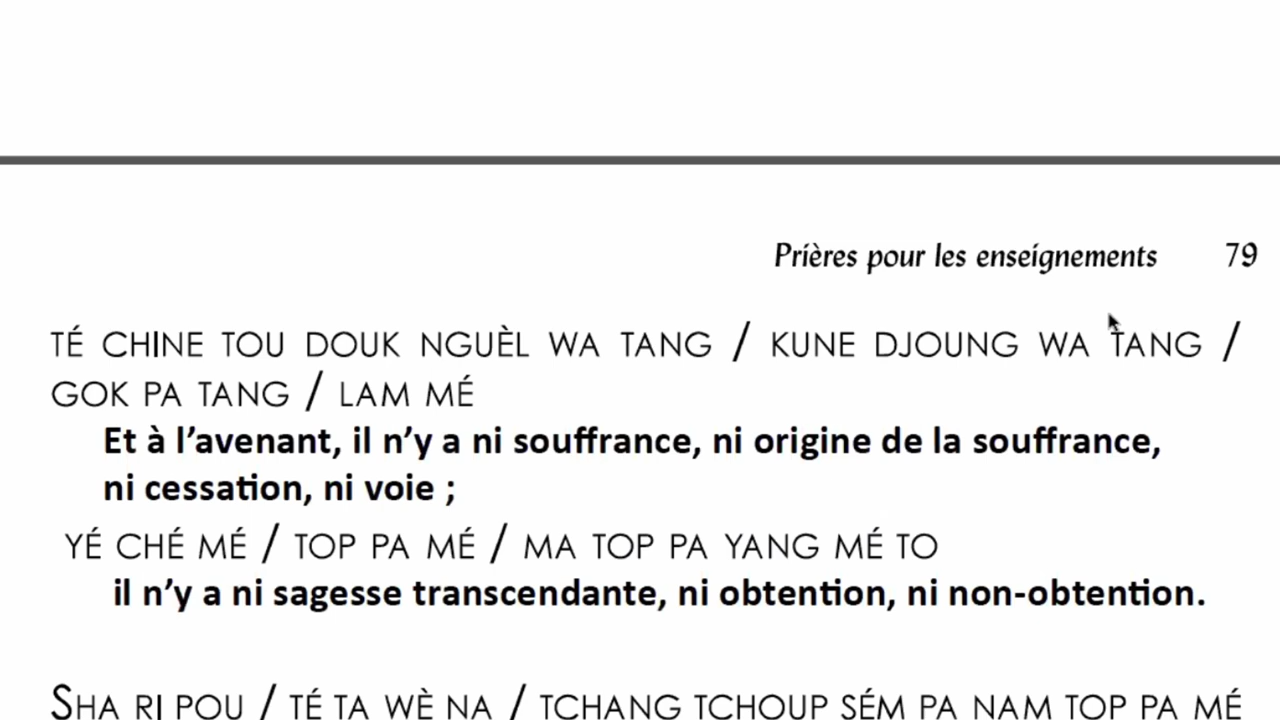 Prières pour les enseignements 79
TÉ CHINE TOU DOUK NGUÈL WA TANG / KUNE DJOUNG WA TANG /
GOK PA TANG / LAM MÉ
Et à l’avenant, il n’y a ni souffrance, ni origine de la souffrance,
ni cessation, ni voie ;
YÉ CHÉ MÉ / TOP PA MÉ / MA TOP PA YANG MÉ TO
il n’y a ni sagesse transcendante, ni obtention, ni non-obtention.
SHA RI POU / TÉ TA WÈ NA / TCHANG TCHOUP SÉM PA NAM TOP PA MÉ